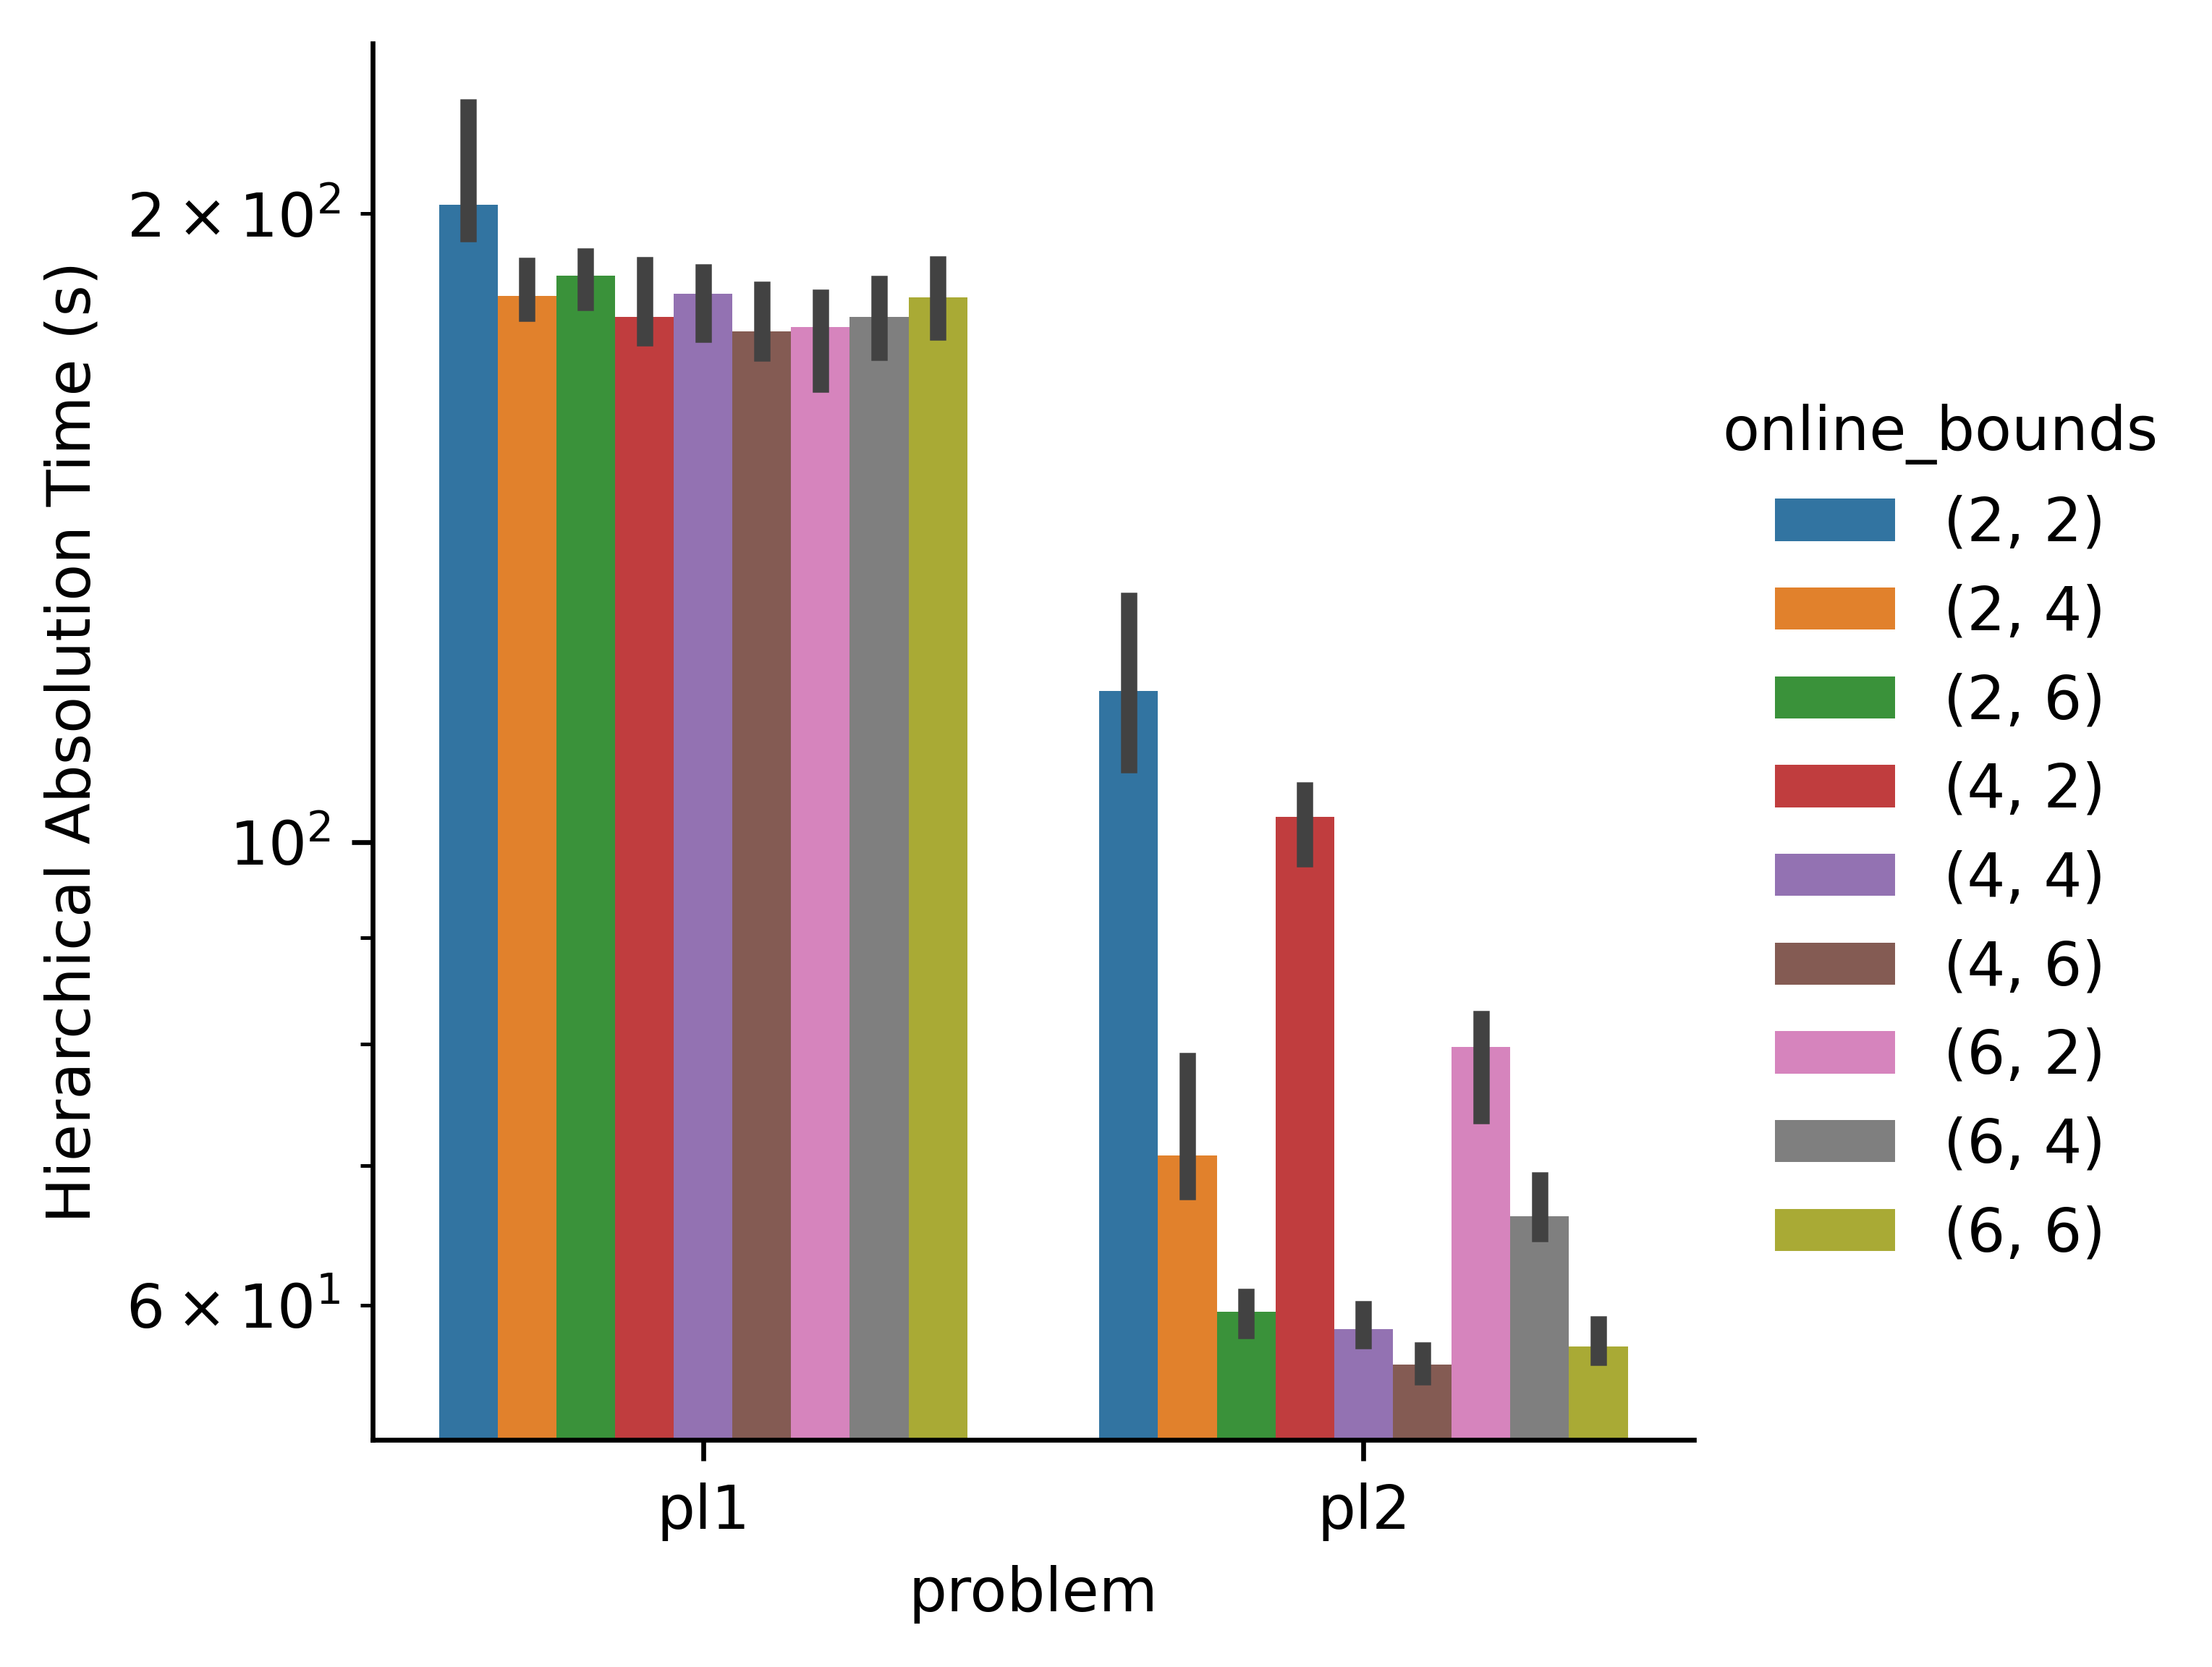 Hierarchical Absolution Time (s)
2 × 10²
10²
6 × 10¹
pl1
pl2
problem
online_bounds
(2, 2)
(2, 4)
(2, 6)
(4, 2)
(4, 4)
(4, 6)
(6, 2)
(6, 4)
(6, 6)